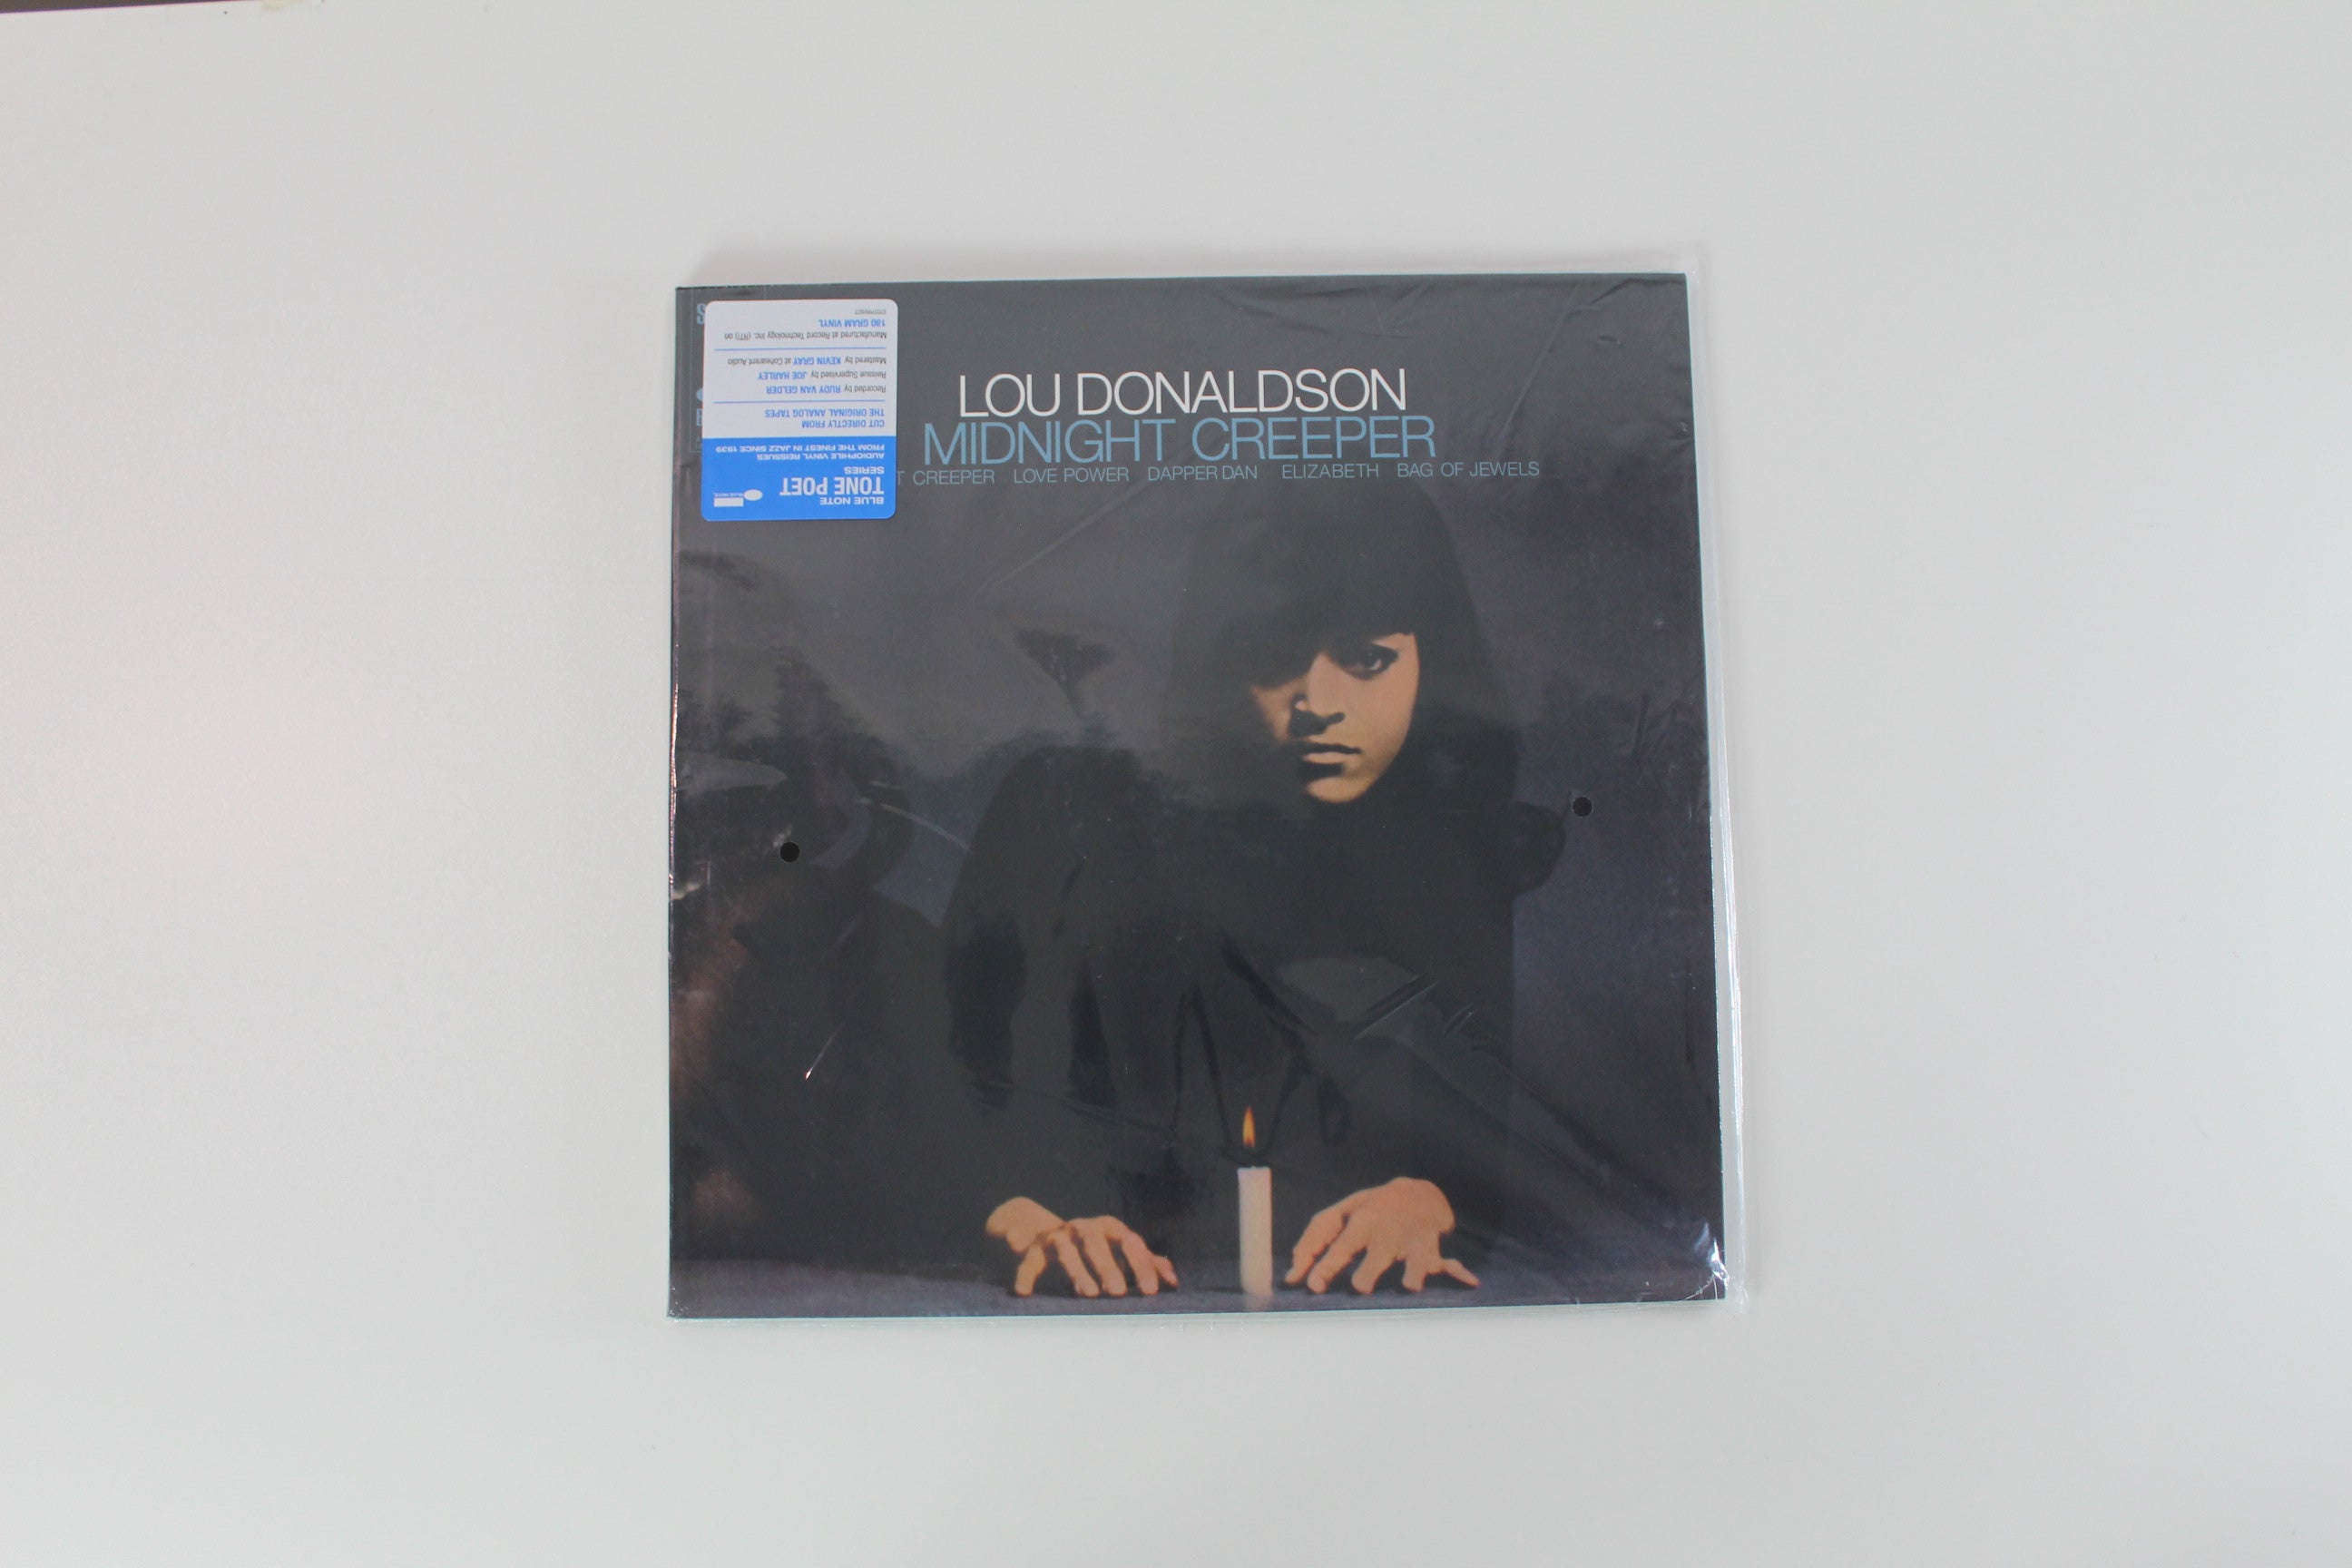 LOU DONALDSON
MIDNIGHT CREEPER
T CREEPER LOVE POWER DAPPER DAN ELIZABETH BAG OF JEWELS
BLUE NOTE
TONE POET
SERIES
AUDIOPHILE VINYL REISSUES
FROM THE FINEST IN JAZZ SINCE 1939
CUT DIRECTLY FROM
THE ORIGINAL ANALOG TAPES
Recorded by RUDY VAN GELDER
Reissue Supervised by JOE HARLEY
Mastered by KEVIN GRAY at Cohearent Audio
Manufactured at Record Technology Inc. (RTI) on
180 GRAM VINYL